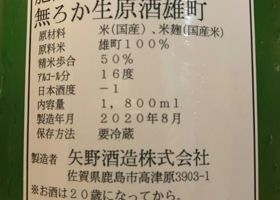 無ろか生原酒雄町
原材料 米(国産)、米麹(国産米)
原料米 雄町100%
精米歩合 50%
アルコール分 16度
日本酒度 -1
内容量 1,800ml
製造年月 2020年8月
保存方法 要冷蔵
製造者 矢野酒造株式会社
佐賀県鹿島市高津原3903-1
※お酒は20歳になってから。